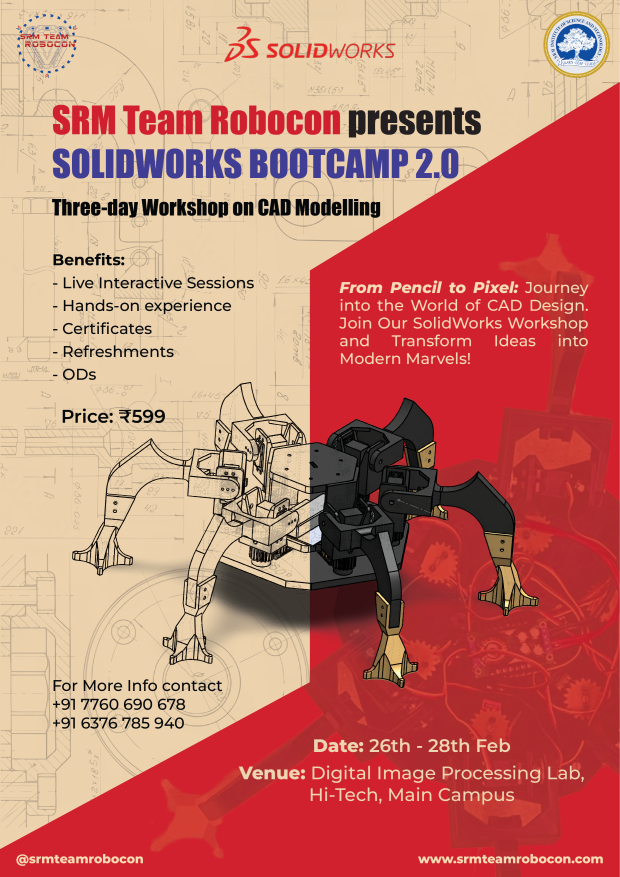 SRM TEAM
ROBOCON
SOLIDWORKS
SRM Team Robocon presents
SOLIDWORKS BOOTCAMP 2.0
Three-day Workshop on CAD Modelling
Benefits:
- Live Interactive Sessions
- Hands-on experience
- Certificates
- Refreshments
- ODs
Price: ₹599
From Pencil to Pixel: Journey
into the World of CAD Design.
Join Our SolidWorks Workshop
and Transform Ideas into
Modern Marvels!
For More Info contact
+91 7760 690 678
+91 6376 785 940
Date: 26th - 28th Feb
Venue: Digital Image Processing Lab,
Hi-Tech, Main Campus
@srmteamrobocon
www.srmteamrobocon.com